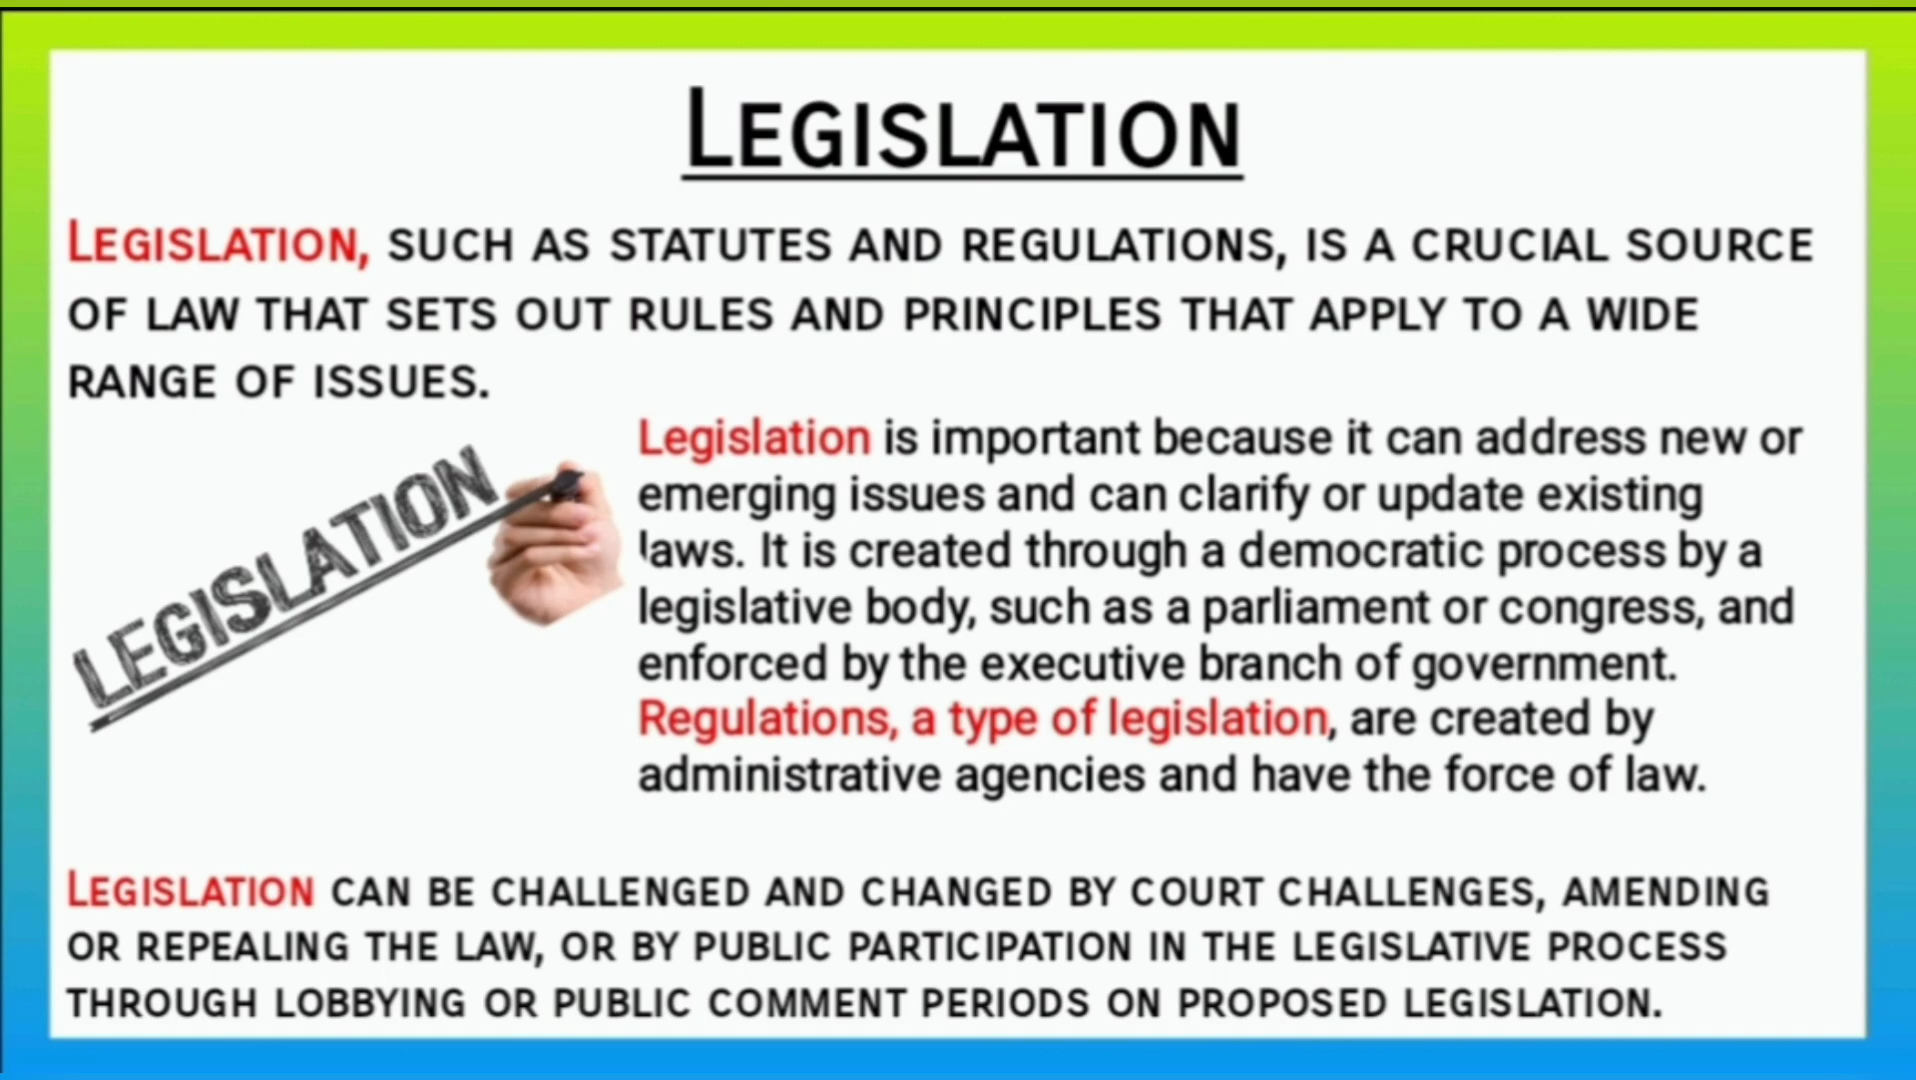 LEGISLATION
LEGISLATION, SUCH AS STATUTES AND REGULATIONS, IS A CRUCIAL SOURCE
OF LAW THAT SETS OUT RULES AND PRINCIPLES THAT APPLY TO A WIDE
RANGE OF ISSUES.
LEGISLATION
Legislation is important because it can address new or
emerging issues and can clarify or update existing
laws. It is created through a democratic process by a
legislative body, such as a parliament or congress, and
enforced by the executive branch of government.
Regulations, a type of legislation, are created by
administrative agencies and have the force of law.
LEGISLATION CAN BE CHALLENGED AND CHANGED BY COURT CHALLENGES, AMENDING
OR REPEALING THE LAW, OR BY PUBLIC PARTICIPATION IN THE LEGISLATIVE PROCESS
THROUGH LOBBYING OR PUBLIC COMMENT PERIODS ON PROPOSED LEGISLATION.